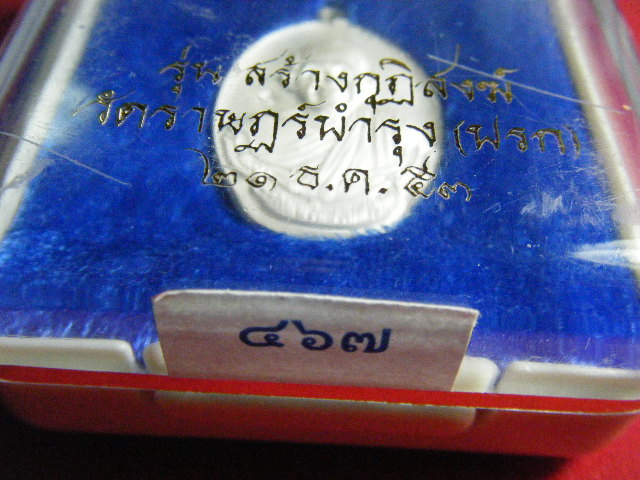 รุ่น สร้างกุฏิสงฆ์
วัดราษฎร์บำรุง (ปรก)
๒๑ ธ.ค. ๕๓
๔๖๗